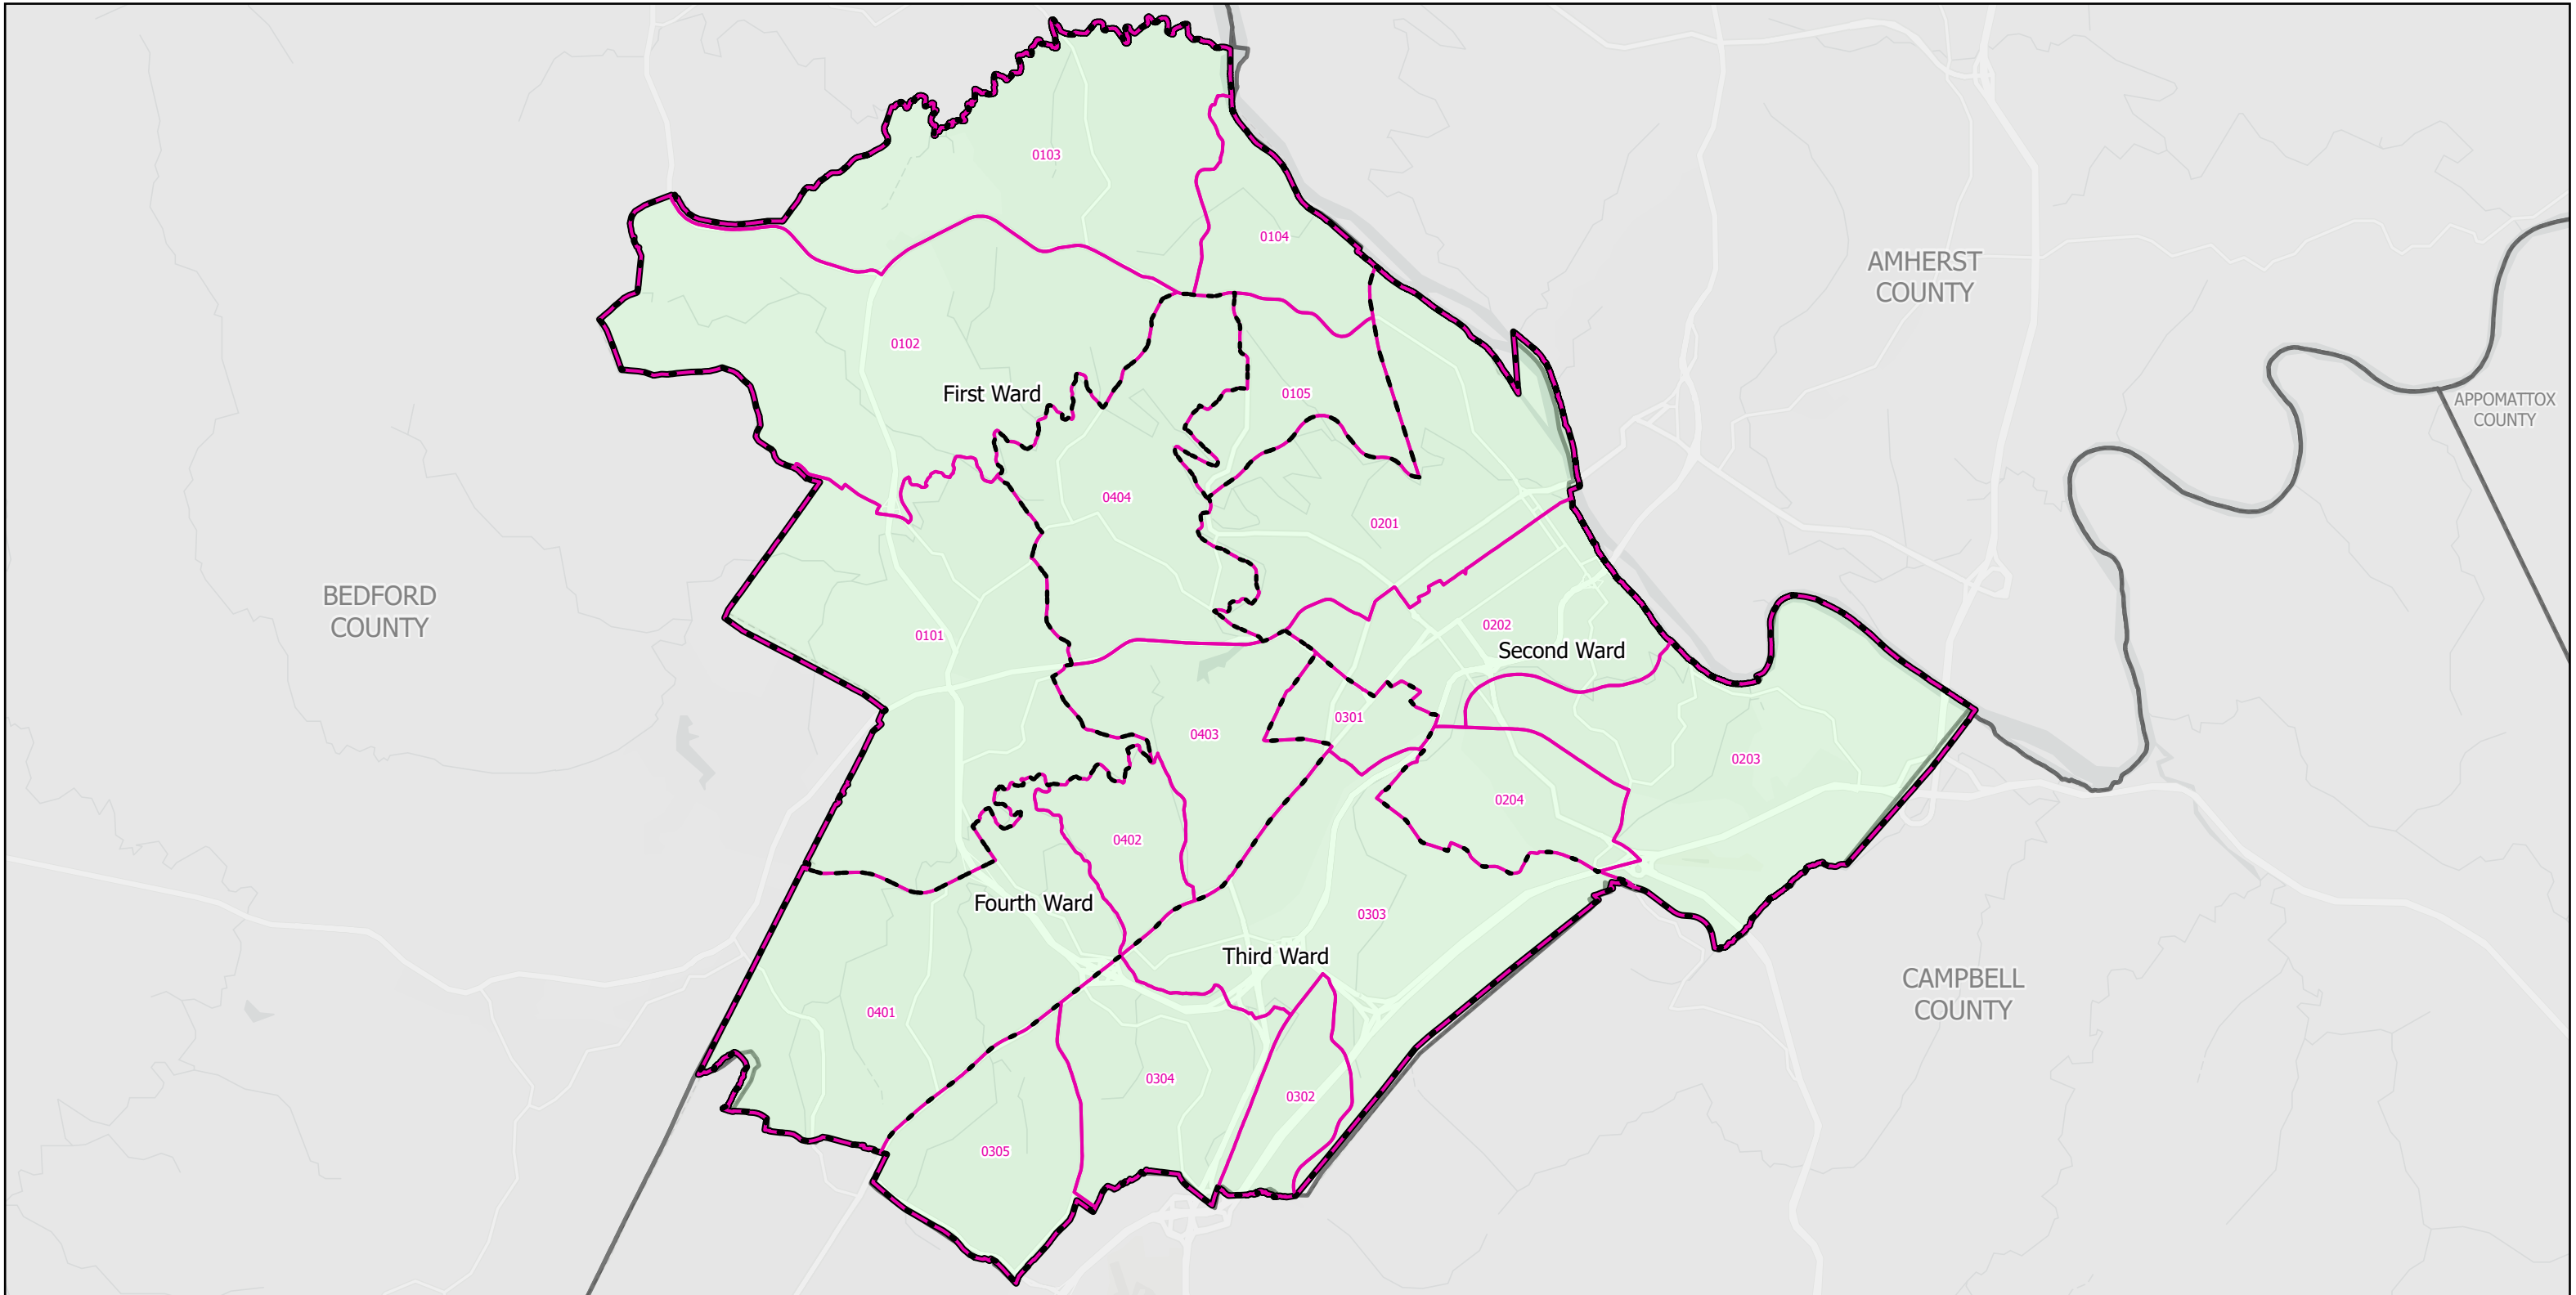 0103
0104
AMHERST
COUNTY
0102
First Ward
0105
APPOMATTOX
COUNTY
0404
0201
BEDFORD
COUNTY
0101
0202
Second Ward
0301
0403
0203
0204
0402
Fourth Ward
0303
Third Ward
CAMPBELL
COUNTY
0401
0304
0302
0305